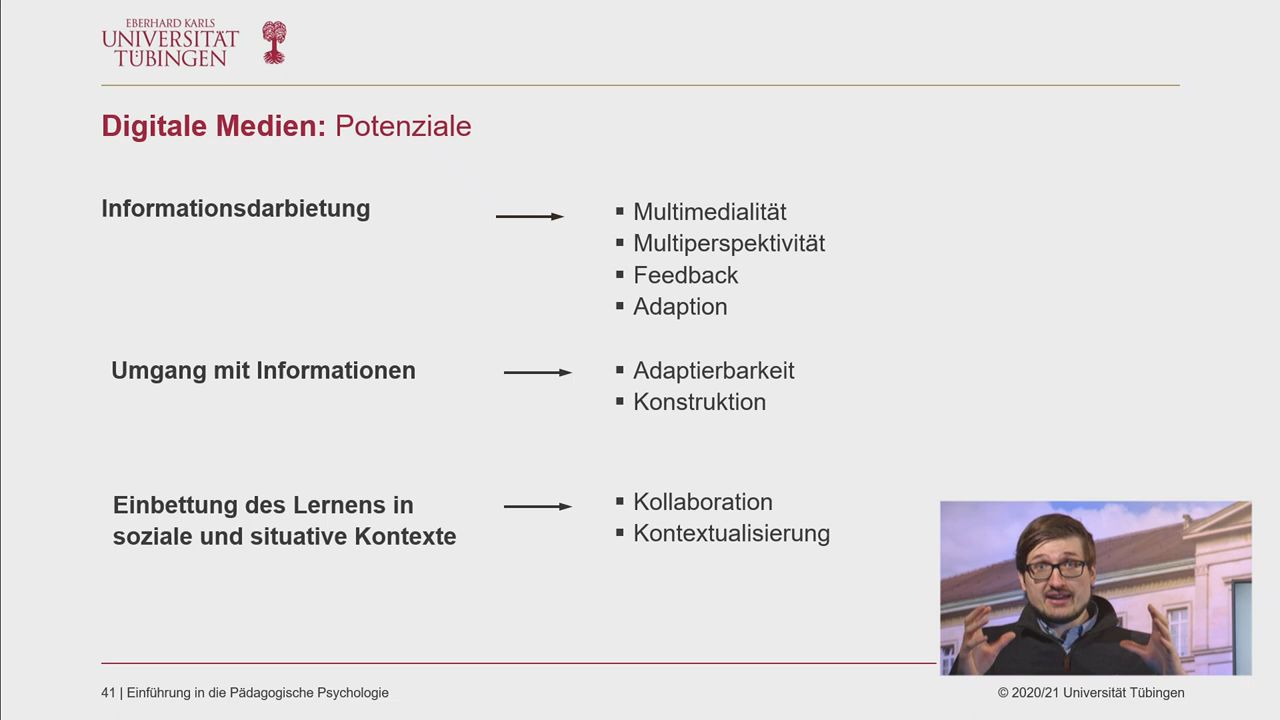 EBERHARD KARLS
UNIVERSITÄT
TÜBINGEN
Digitale Medien: Potenziale
Informationsdarbietung
▪ Multimedialität
▪ Multiperspektivität
▪ Feedback
▪ Adaption
Umgang mit Informationen
▪ Adaptierbarkeit
▪ Konstruktion
Einbettung des Lernens in
soziale und situative Kontexte
▪ Kollaboration
▪ Kontextualisierung
41 | Einführung in die Pädagogische Psychologie
© 2020/21 Universität Tübingen